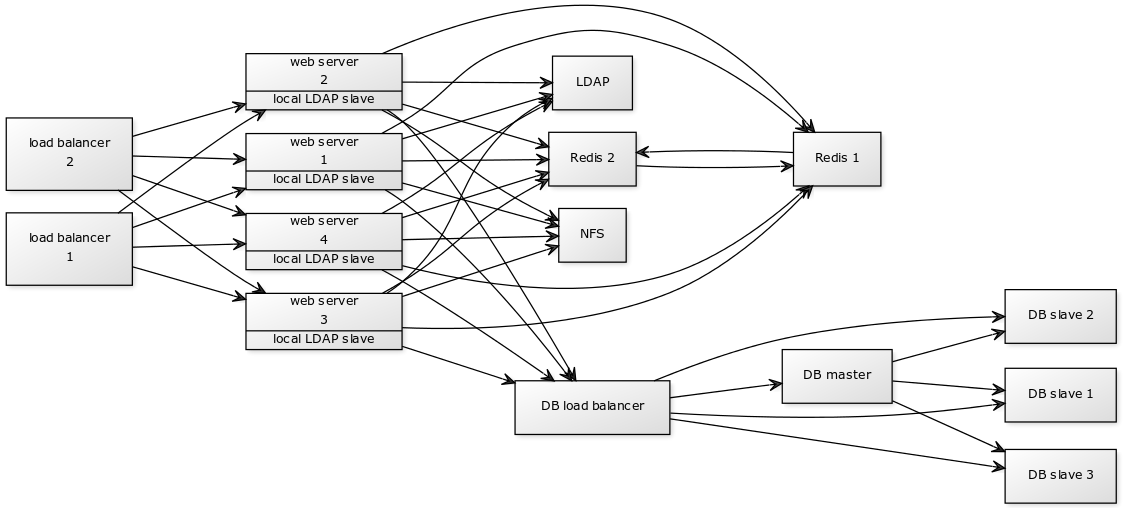 load balancer
2
load balancer
1
web server
2
local LDAP slave
web server
1
local LDAP slave
web server
4
local LDAP slave
web server
3
local LDAP slave
LDAP
Redis 2
NFS
Redis 1
DB load balancer
DB master
DB slave 2
DB slave 1
DB slave 3